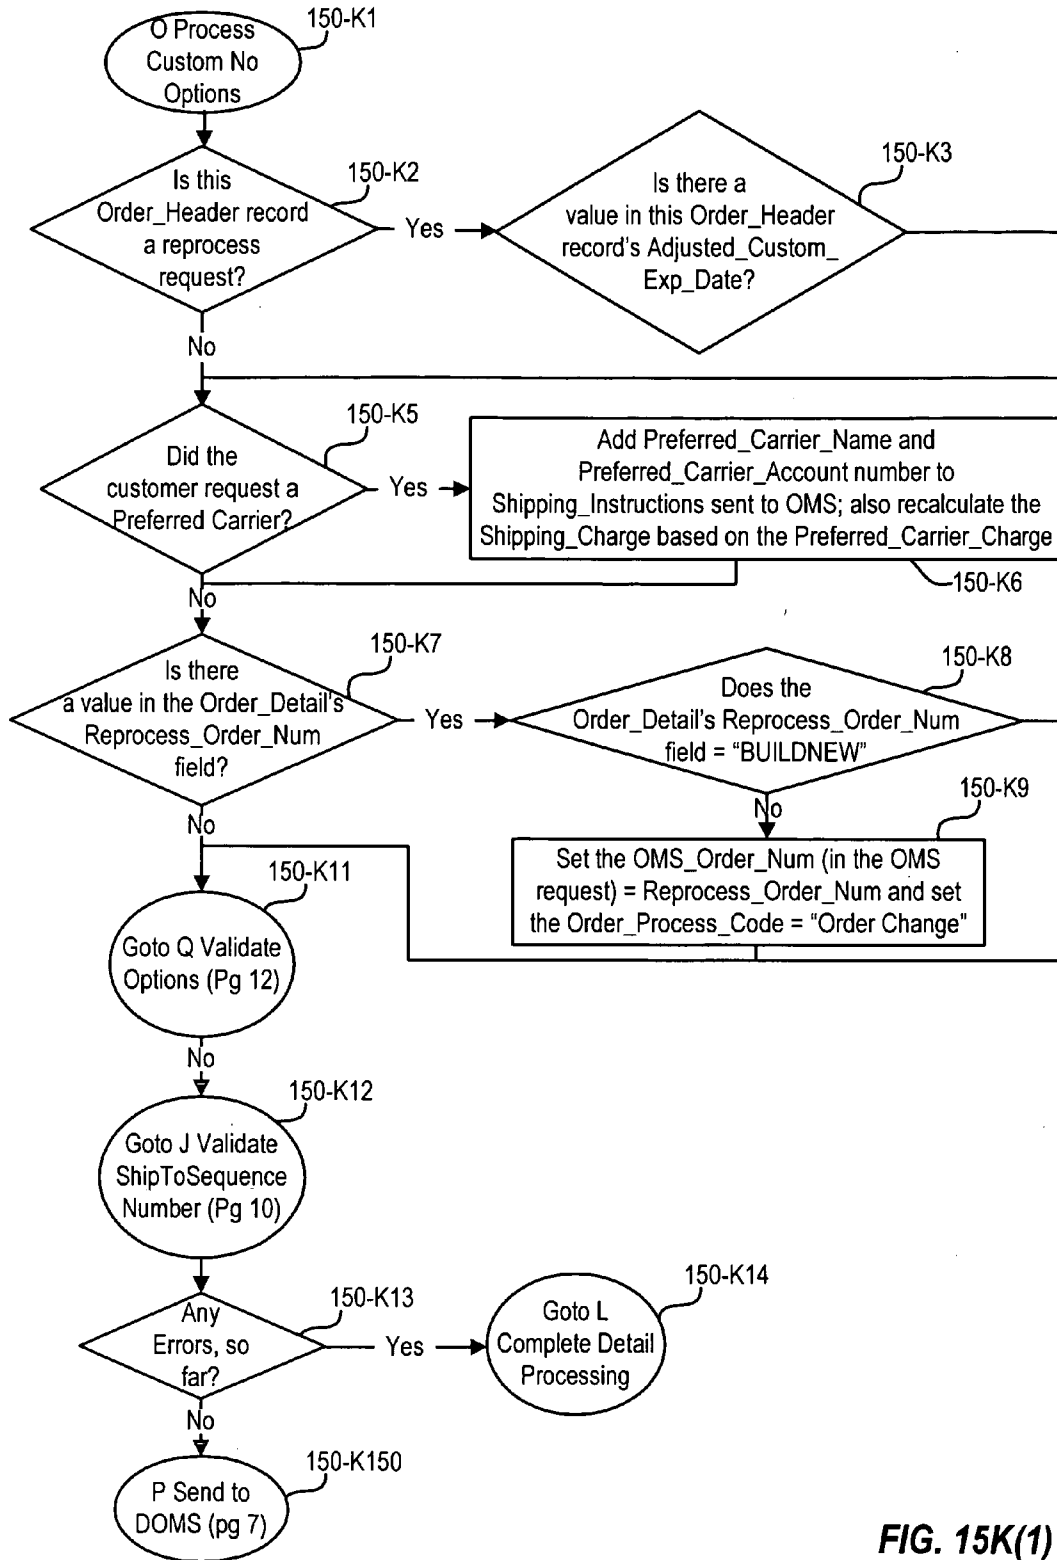 150-K1
O Process
Custom No
Options
150-K2
Is this
Order_Header record
a reprocess
request?
Yes
150-K3
Is there a
value in this Order_Header
record's Adjusted_Custom_
Exp_Date?
No
150-K5
Did the
customer request a
Preferred Carrier?
Yes
Add Preferred_Carrier_Name and
Preferred_Carrier_Account number to
Shipping_Instructions sent to OMS; also recalculate the
Shipping_Charge based on the Preferred_Carrier_Charge
150-K6
No
150-K7
Is there
a value in the Order_Detail's
Reprocess_Order_Num
field?
Yes
150-K8
Does the
Order_Detail's Reprocess_Order_Num
field = “BUILDNEW”
No
150-K9
Set the OMS_Order_Num (in the OMS
request) = Reprocess_Order_Num and set
the Order_Process_Code = “Order Change”
No
150-K11
Goto Q Validate
Options (Pg 12)
No
150-K12
Goto J Validate
ShipToSequence
Number (Pg 10)
150-K13
Any
Errors, so
far?
Yes
150-K14
Goto L
Complete Detail
Processing
No
150-K150
P Send to
DOMS (pg 7)
FIG. 15K(1)